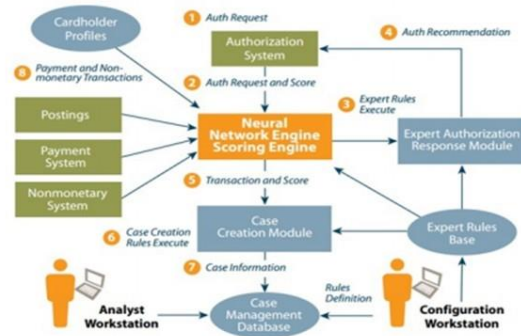 Cardholder
Profiles
1 Auth Request
Authorization
System
4 Auth Recommendation
8 Payment and Non-
monetary Transactions
2 Auth Request and Score
3 Expert Rules
Execute
Postings
Neural
Network Engine
Scoring Engine
Expert Authorization
Response Module
Payment
System
Nonmonetary
System
5 Transaction and Score
6 Case Creation
Rules Execute
Case
Creation Module
Expert Rules
Base
7 Case Information
Rules
Definition
Analyst
Workstation
Case
Management
Database
Configuration
Workstation